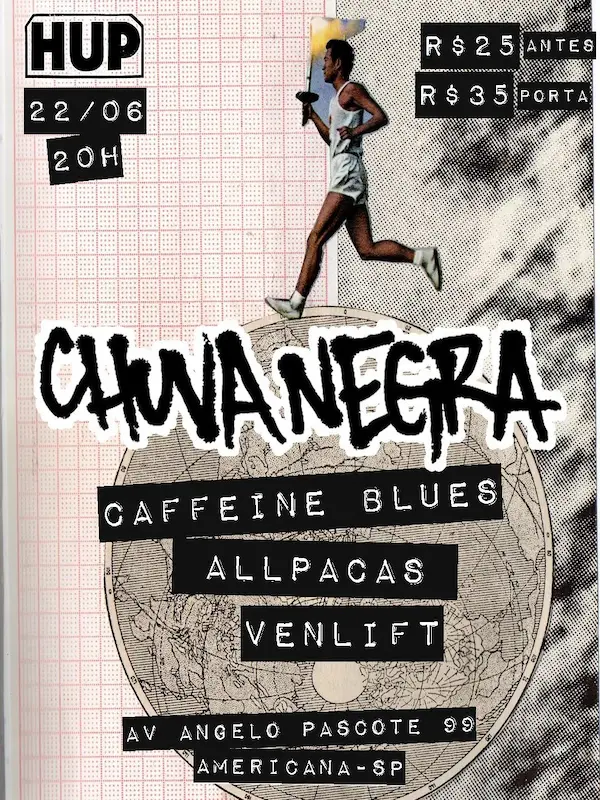 HUP
22/06
20H
R$25 ANTES
R$35 PORTA
CHUVA NEGRA
CAFFEINE BLUES
ALLPACAS
VENLIFT
AV ANGELO PASCOTE 99
AMERICANA-SP